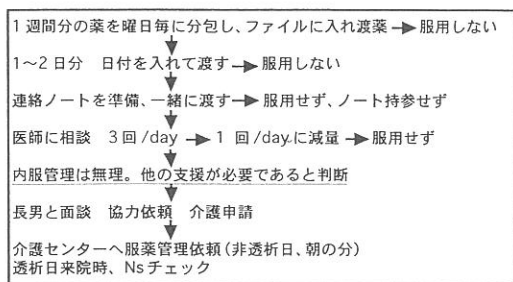 1週間分の薬を曜日毎に分包し、ファイルに入れ渡薬→服用しない
1〜2日分 日付を入れて渡す→服用しない
連絡ノートを準備、一緒に渡す→服用せず、ノート持参せず
医師に相談 3回/day→1 回/dayに減量→服用せず
内服管理は無理。他の支援が必要であると判断
長男と面談 協力依頼 介護申請
介護センターへ服薬管理依頼(非透析日、朝の分)
透析日来院時、Nsチェック